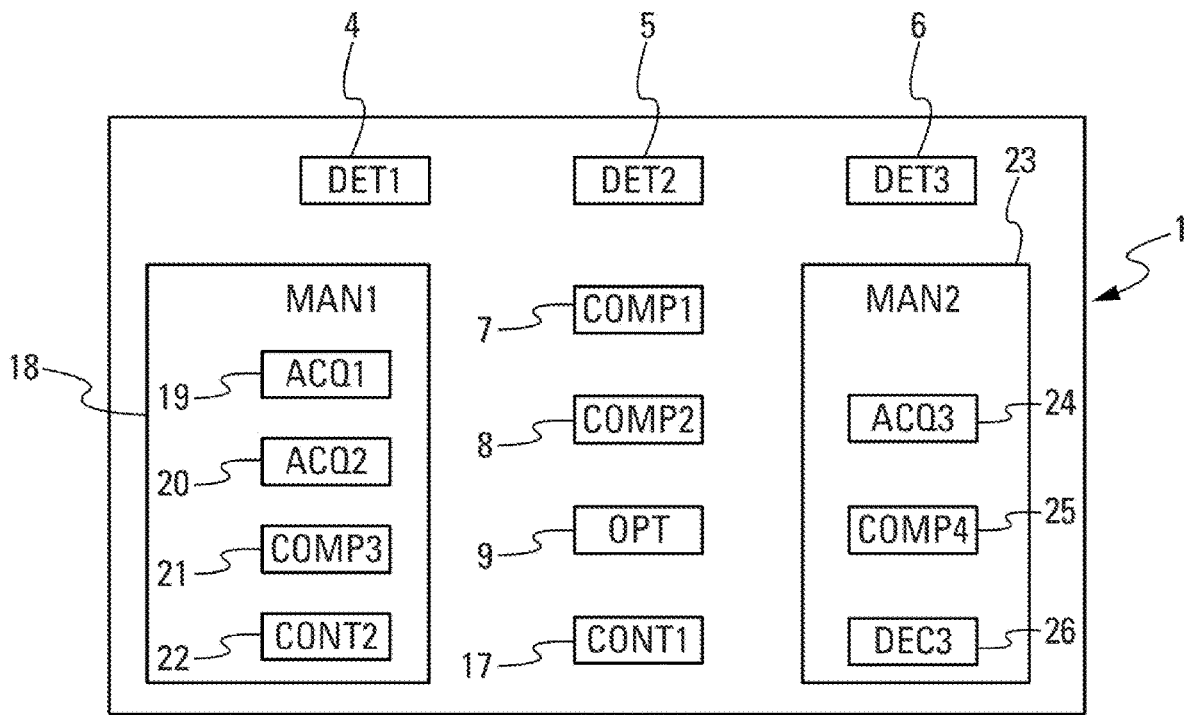 4 5 6
DET1 DET2 DET3 23
1
MAN1 COMP1 MAN2
7
18 ACQ1
19 COMP2 ACQ3 24
8
ACQ2
20 OPT COMP4 25
9
COMP3
21
CONT2 CONT1 DEC3 26
22 17